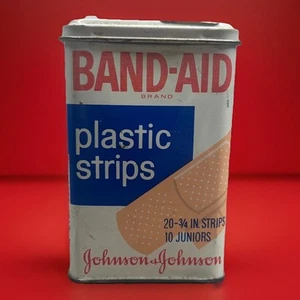 BAND-AID
BRAND
plastic
strips
20-¾ IN STRIPS
10 JUNIORS
Johnson & Johnson